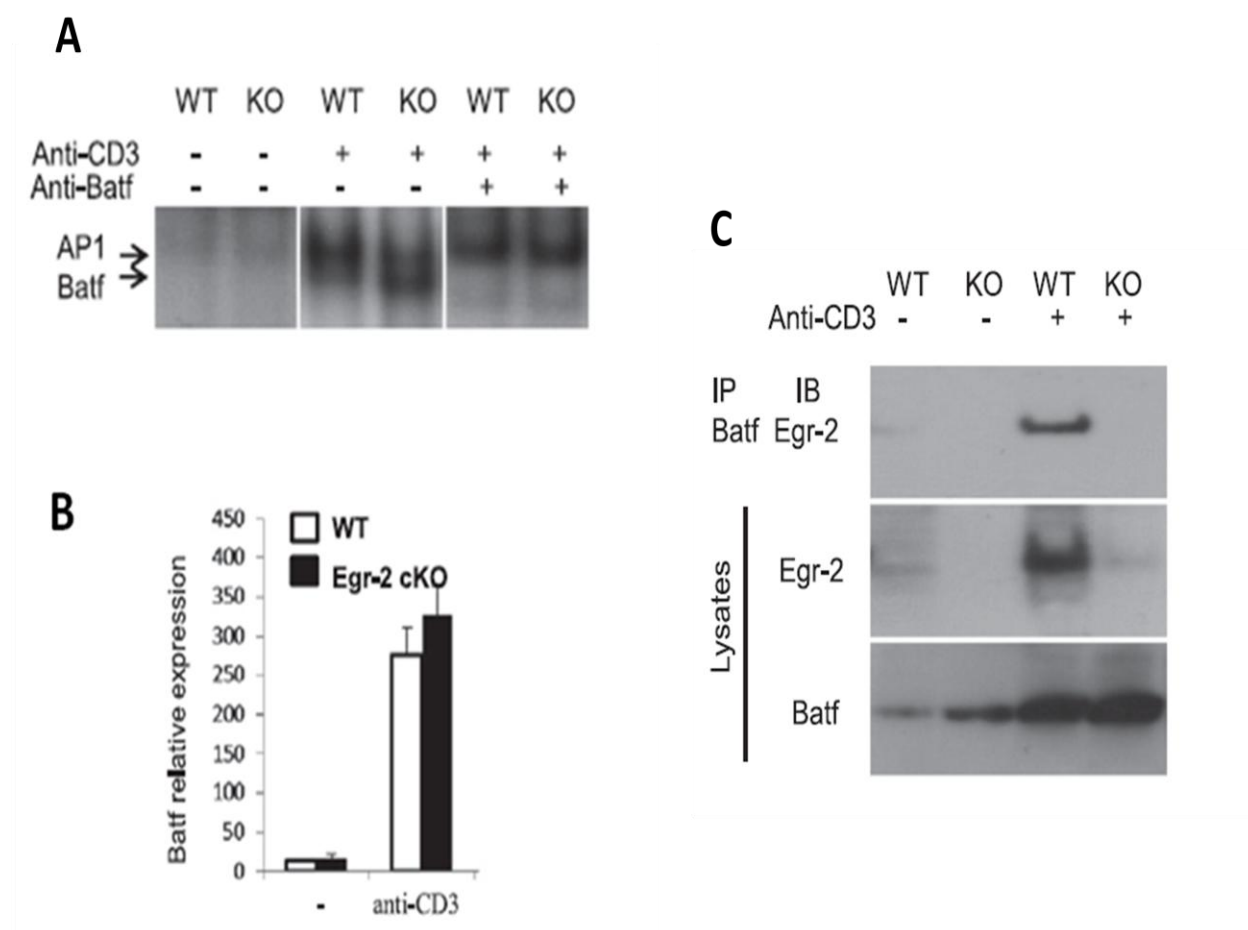 A
WT KO WT KO WT KO
Anti-CD3 - - + + + +
Anti-Batf - - - - + +
AP1
Batf
B
Batf relative expression
450
400
350
300
250
200
150
100
50
0
WT
Egr-2 cKO
- anti-CD3
C
WT KO WT KO
Anti-CD3 - - + +
IP IB
Batf Egr-2
Lysates
Egr-2
Batf